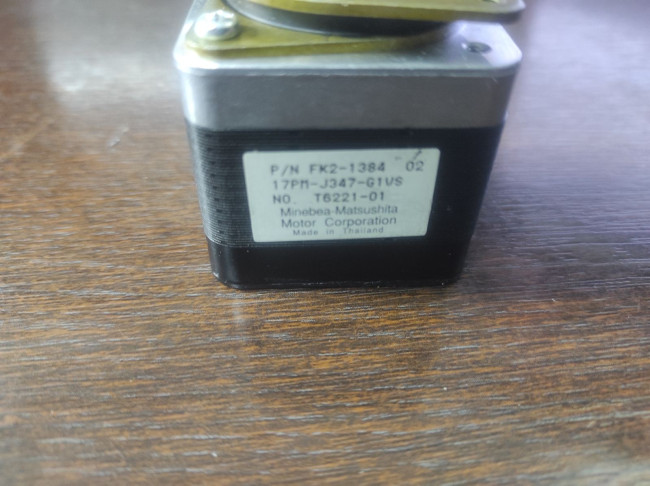 P/N FK2-1384 02
17PM-J347-G1VS
NO. T6221-01
Minebea-Matsushita
Motor Corporation
Made in Thailand